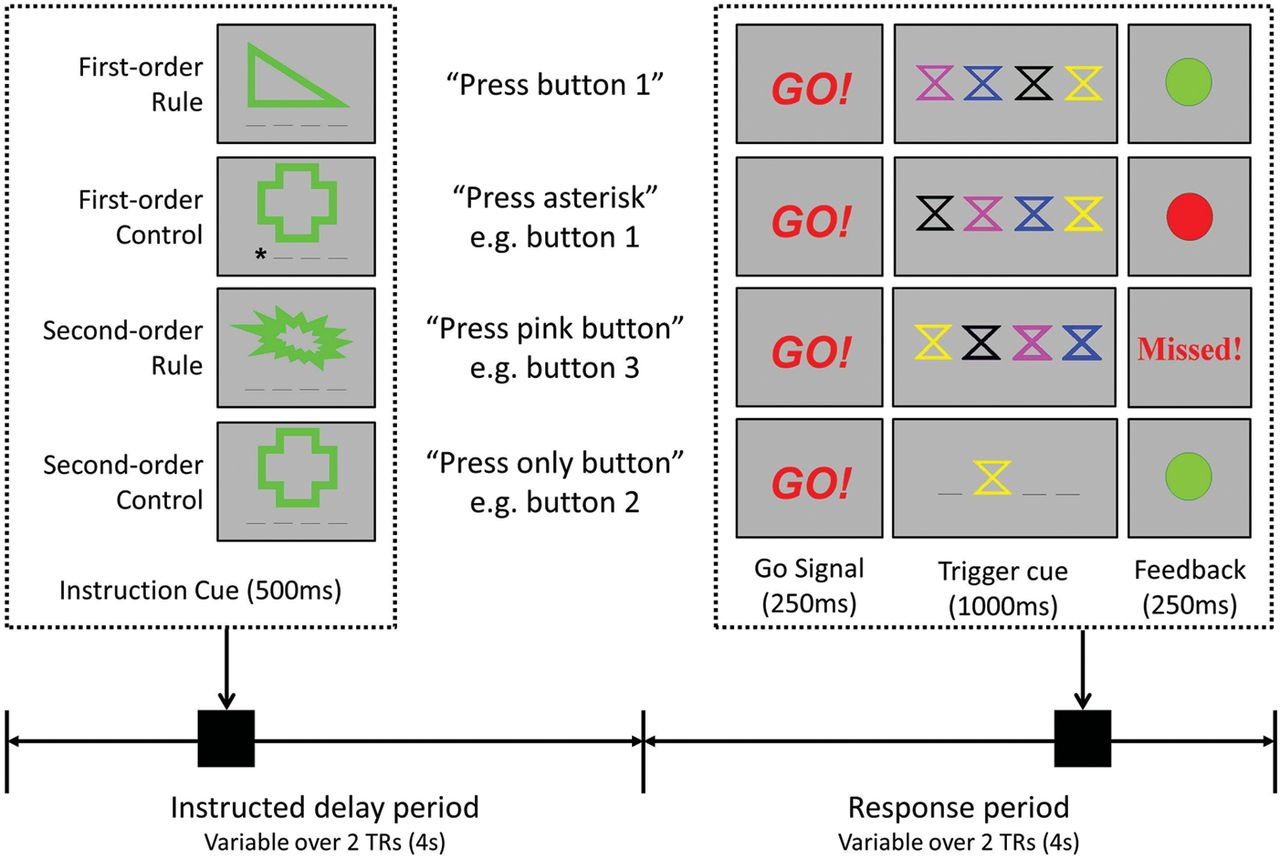 First-order
Rule
“Press button 1”
GO!
First-order
Control
*
“Press asterisk”
e.g. button 1
GO!
Second-order
Rule
“Press pink button”
e.g. button 3
GO!
Missed!
Second-order
Control
“Press only button”
e.g. button 2
GO!
Instruction Cue (500ms)
Go Signal
(250ms)
Trigger cue
(1000ms)
Feedback
(250ms)
Instructed delay period
Variable over 2 TRs (4s)
Response period
Variable over 2 TRs (4s)